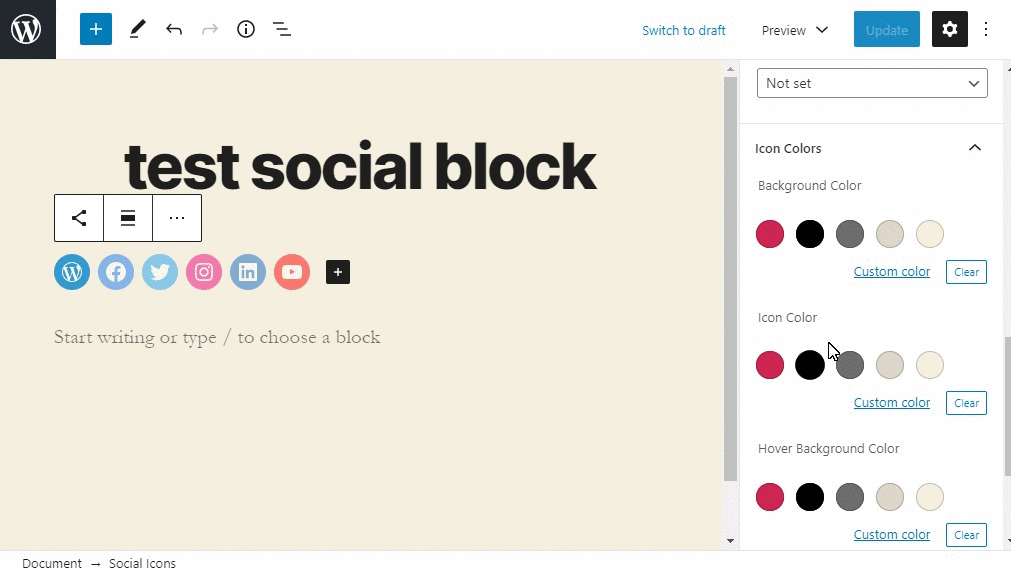 Switch to draft
Preview
Update
Not set
test social block
Icon Colors
Background Color
Custom color
Clear
Start writing or type / to choose a block
Icon Color
Custom color
Clear
Hover Background Color
Custom color
Clear
Document → Social Icons